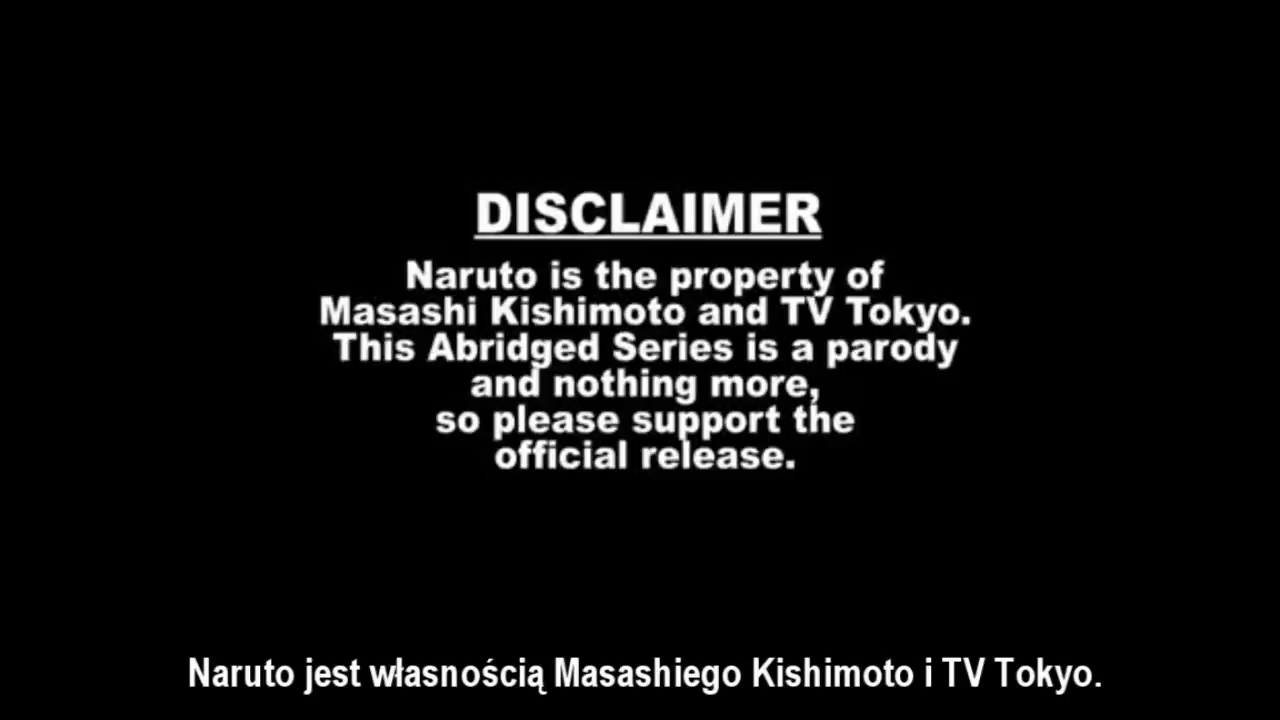 DISCLAIMER
Naruto is the property of
Masashi Kishimoto and TV Tokyo.
This Abridged Series is a parody
and nothing more,
so please support the
official release.
Naruto jest własnością Masashiego Kishimoto i TV Tokyo.